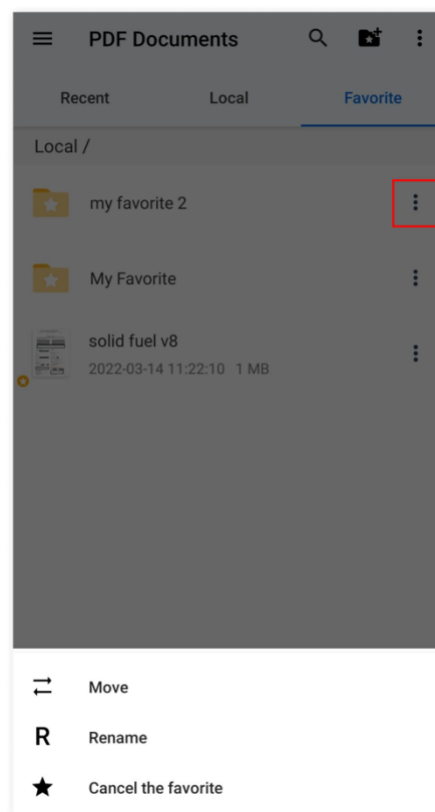 PDF Documents
Recent Local Favorite
Local /
my favorite 2
My Favorite
solid fuel v8
2022-03-14 11:22:10 1 MB
Move
R Rename
Cancel the favorite